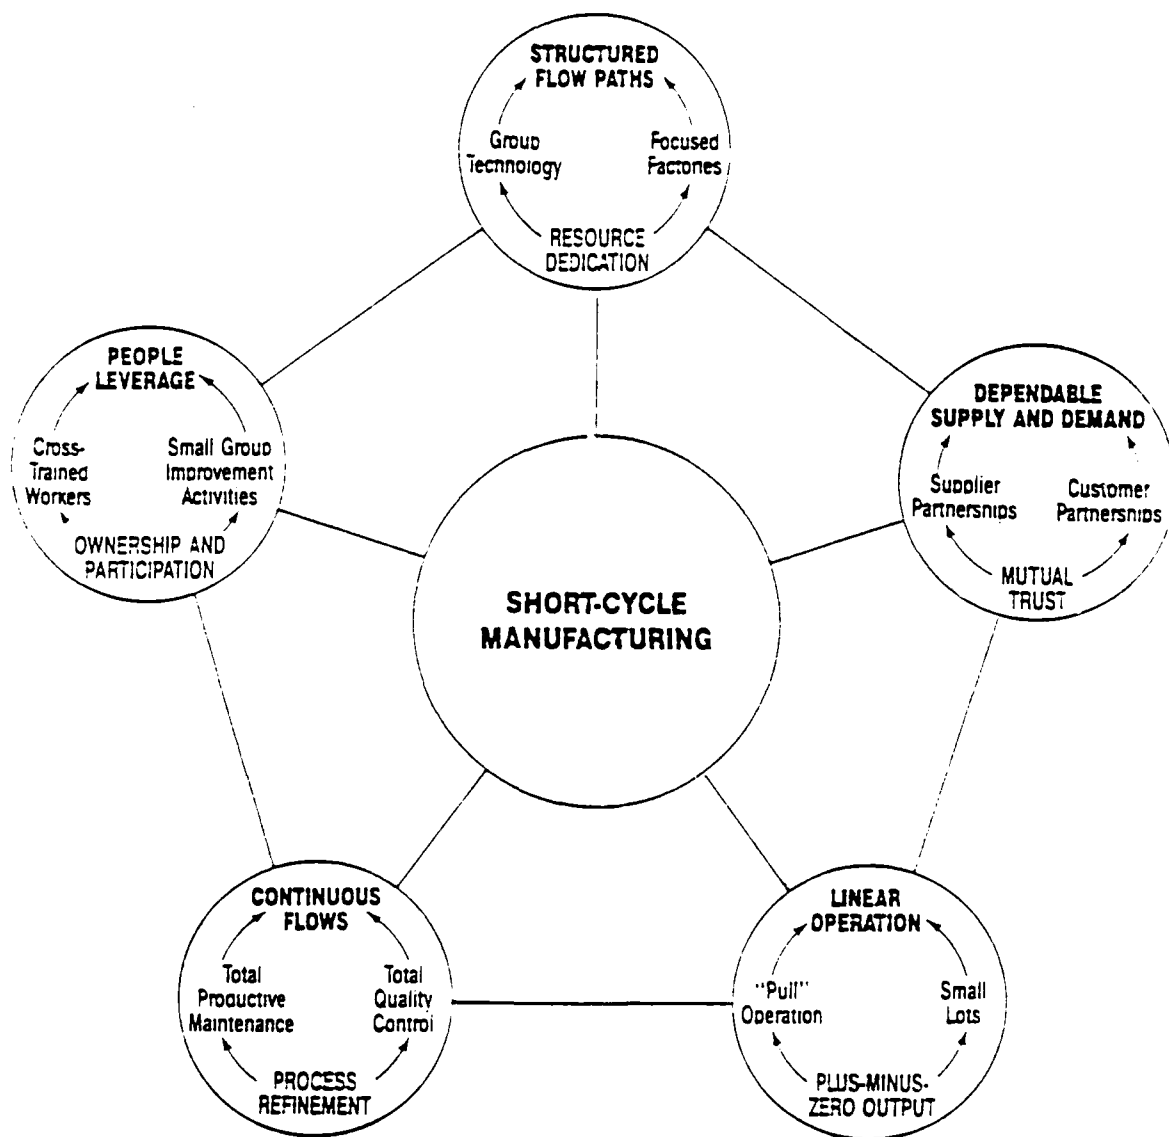 STRUCTURED
FLOW PATHS
Group
Technology
Focused
Factories
RESOURCE
DEDICATION
PEOPLE
LEVERAGE
Cross-
Trained
Workers
Small Group
Improvement
Activities
OWNERSHIP AND
PARTICIPATION
DEPENDABLE
SUPPLY AND DEMAND
Supplier
Partnerships
Customer
Partnerships
MUTUAL
TRUST
SHORT-CYCLE
MANUFACTURING
CONTINUOUS
FLOWS
Total
Productive
Maintenance
Total
Quality
Control
PROCESS
REFINEMENT
LINEAR
OPERATION
"Pull"
Operation
Small
Lots
PLUS-MINUS-
ZERO OUTPUT